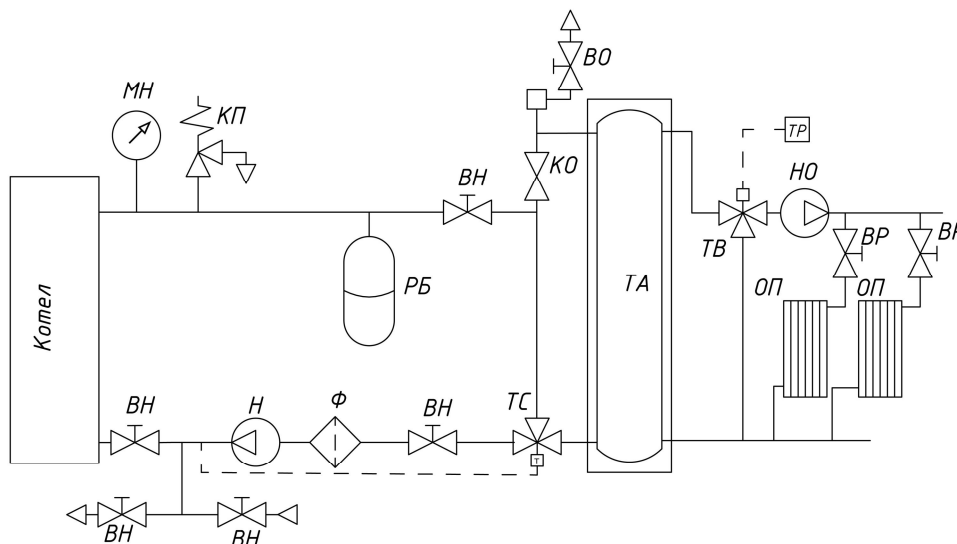 ВО
МН
КП
ТР
КО
ВН
НО
ТВ
ВР
ВР
РБ
ТА
ОП
ОП
Котел
ВН
Н
Ф
ВН
ТС
Т
ВН
ВН